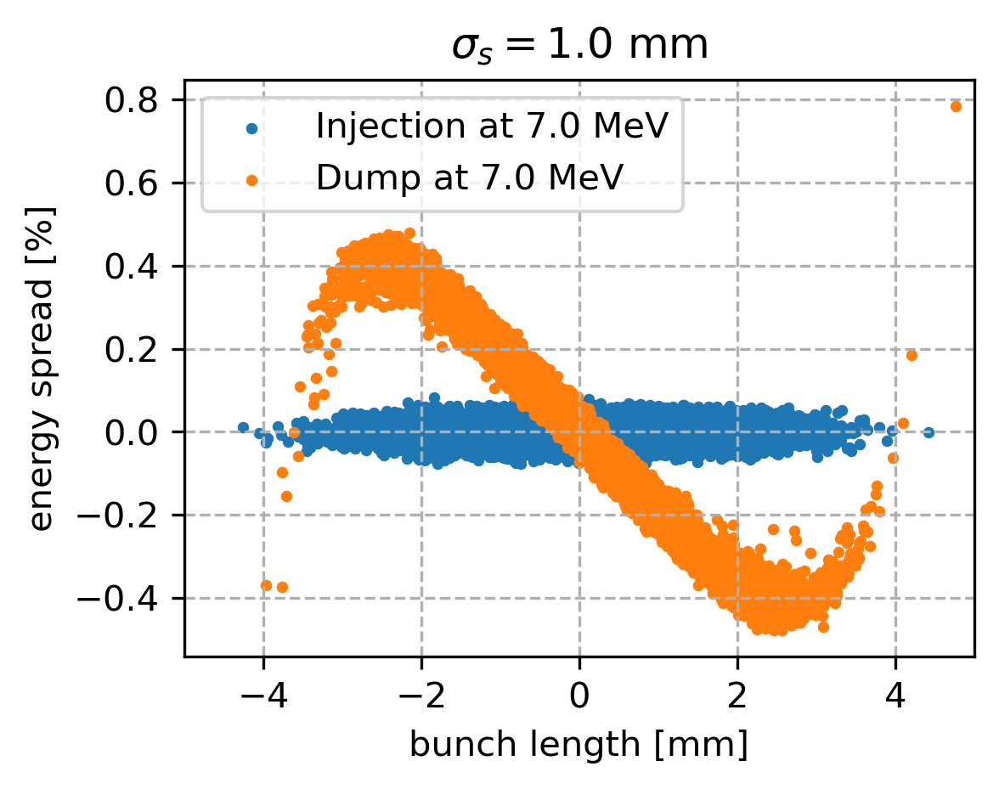 σₛ = 1.0 mm
Injection at 7.0 MeV
Dump at 7.0 MeV
energy spread [%]
0.8
0.6
0.4
0.2
0.0
−0.2
−0.4
−4 −2 0 2 4
bunch length [mm]